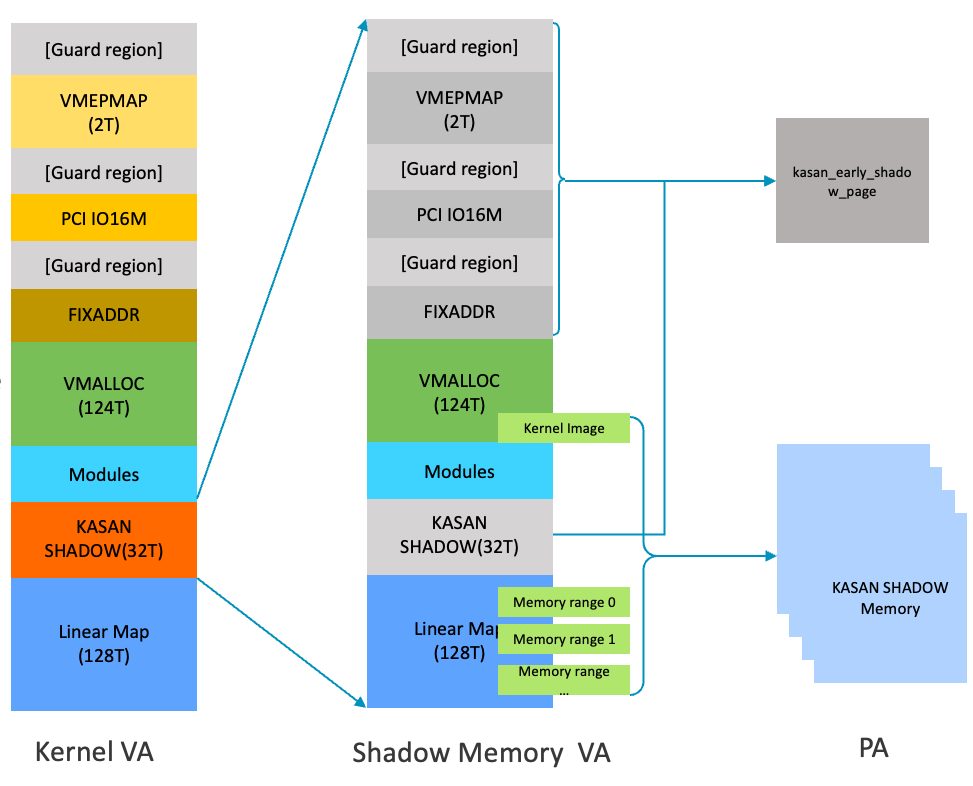 [Guard region]
VMEPMAP
(2T)
[Guard region]
PCI IO16M
[Guard region]
FIXADDR
VMALLOC
(124T)
Modules
KASAN
SHADOW(32T)
Linear Map
(128T)
Kernel VA
[Guard region]
VMEPMAP
(2T)
[Guard region]
PCI IO16M
[Guard region]
FIXADDR
VMALLOC
(124T)
Kernel Image
Modules
KASAN
SHADOW(32T)
Linear Map
(128T)
Memory range 0
Memory range 1
Memory range
...
Shadow Memory VA
kasan_early_shado
w_page
KASAN SHADOW
Memory
PA